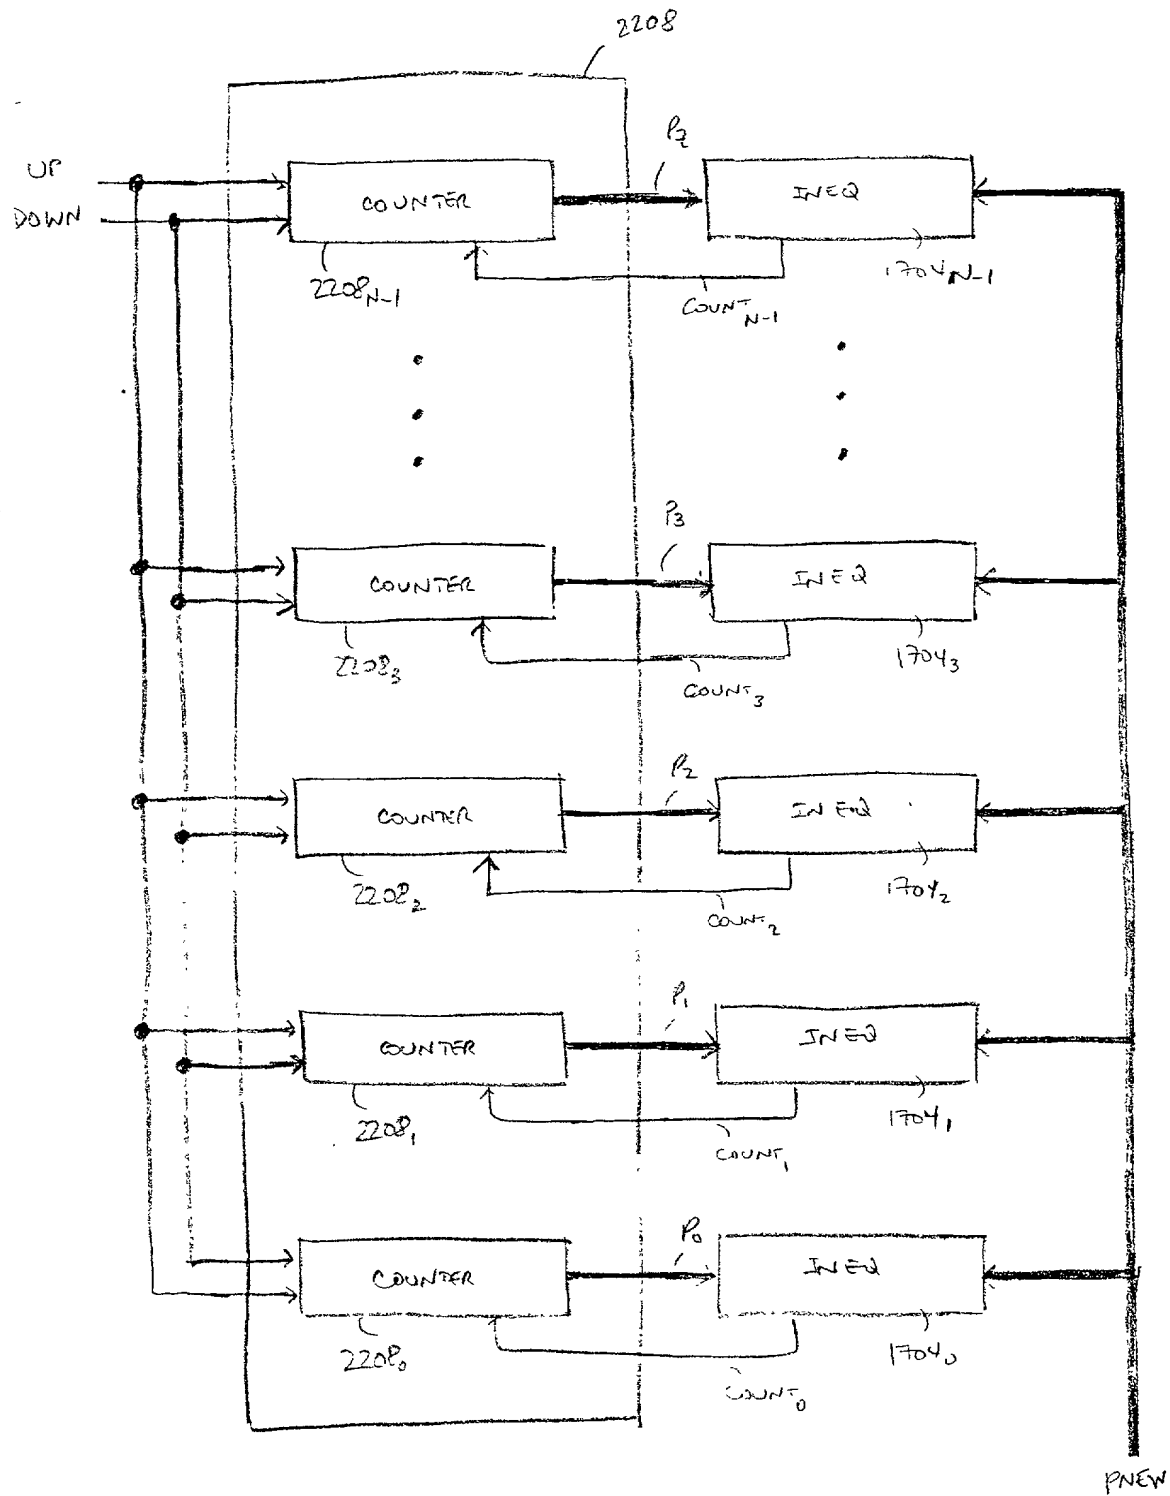 2208
UP
DOWN
COUNTER
P2
INEQ
2208N-1
1704N-1
COUNT N-1
COUNTER
P3
INEQ
22083
17043
COUNT3
COUNTER
P2
INEQ
22082
17042
COUNT2
COUNTER
P1
INEQ
22081
17041
COUNT1
COUNTER
P0
INEQ
22080
17040
COUNT0
PNEW